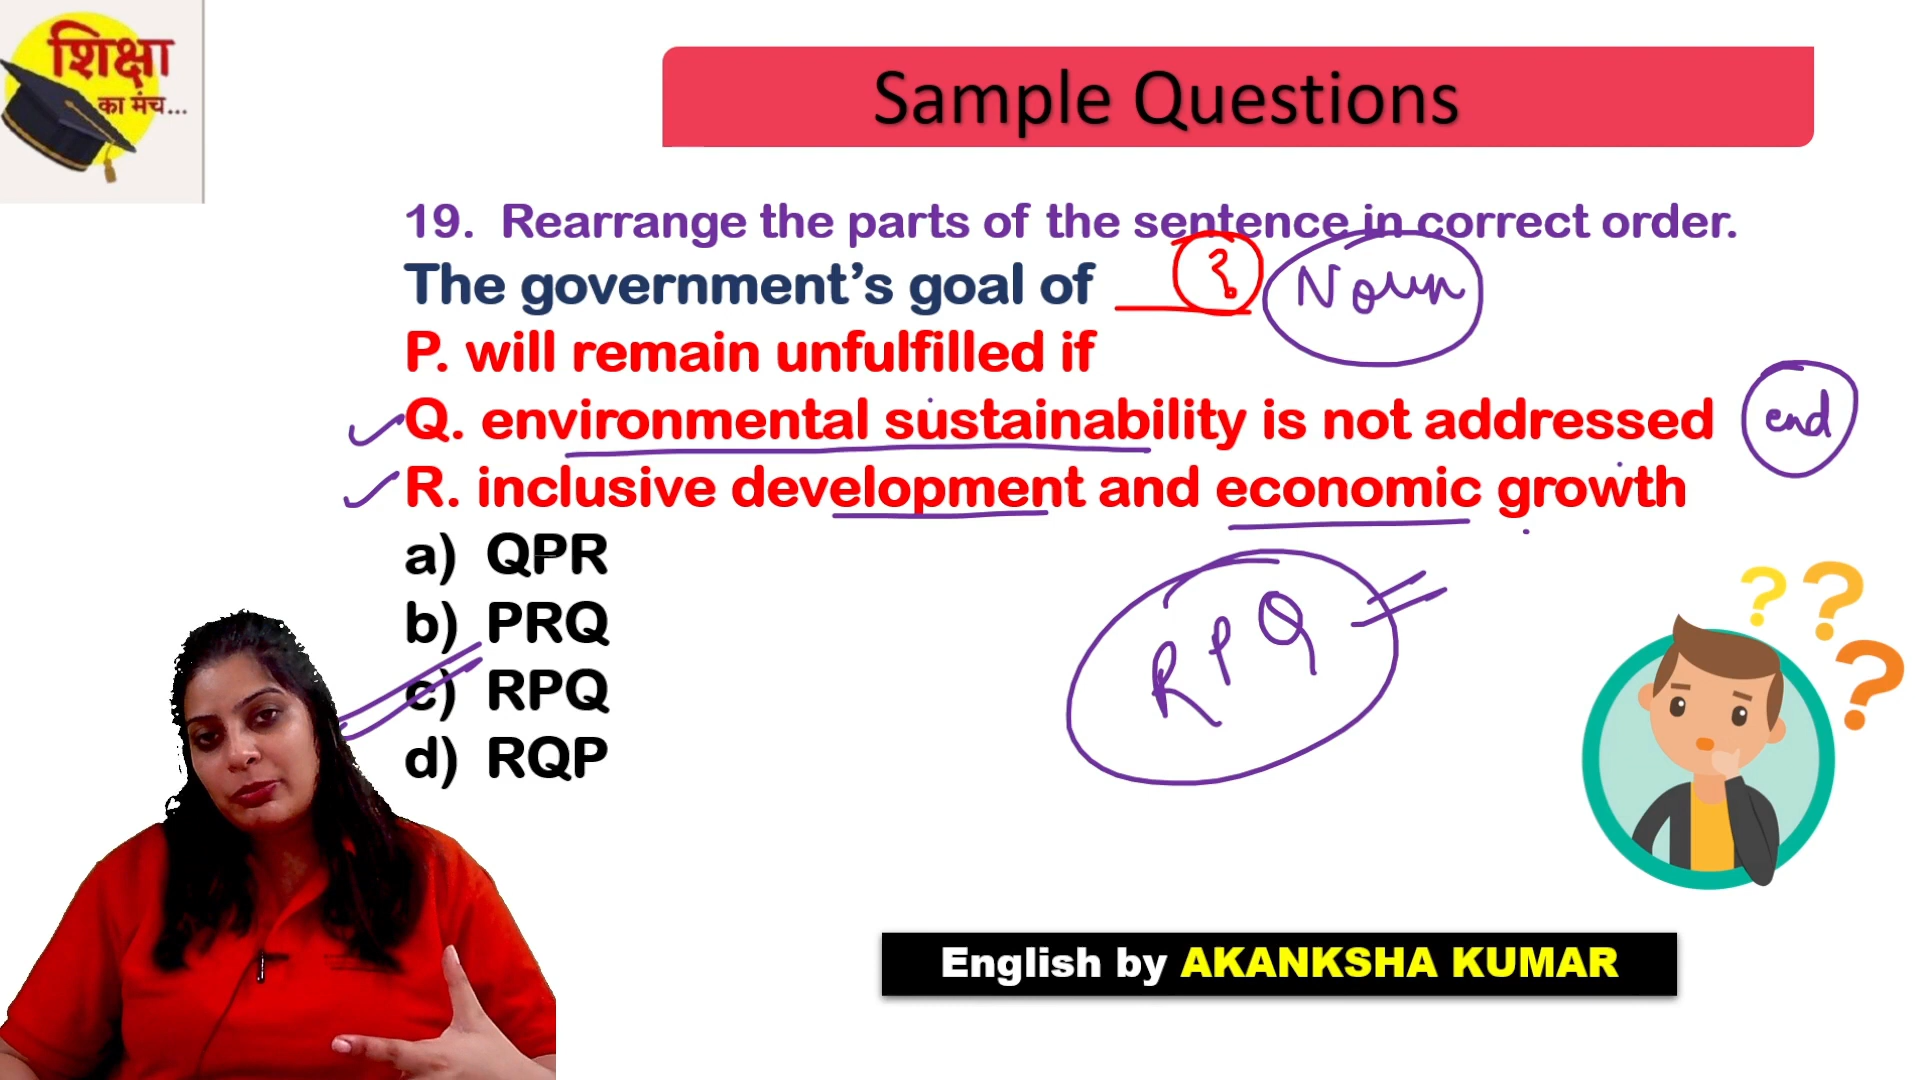 शिक्षा
का मंच...
Sample Questions
19. Rearrange the parts of the sentence in correct order.
The government’s goal of ____ ? Noun
P. will remain unfulfilled if
Q. environmental sustainability is not addressed end
R. inclusive development and economic growth
a) QPR
b) PRQ
c) RPQ
d) RQP
RPQ
? ? ?
English by AKANKSHA KUMAR